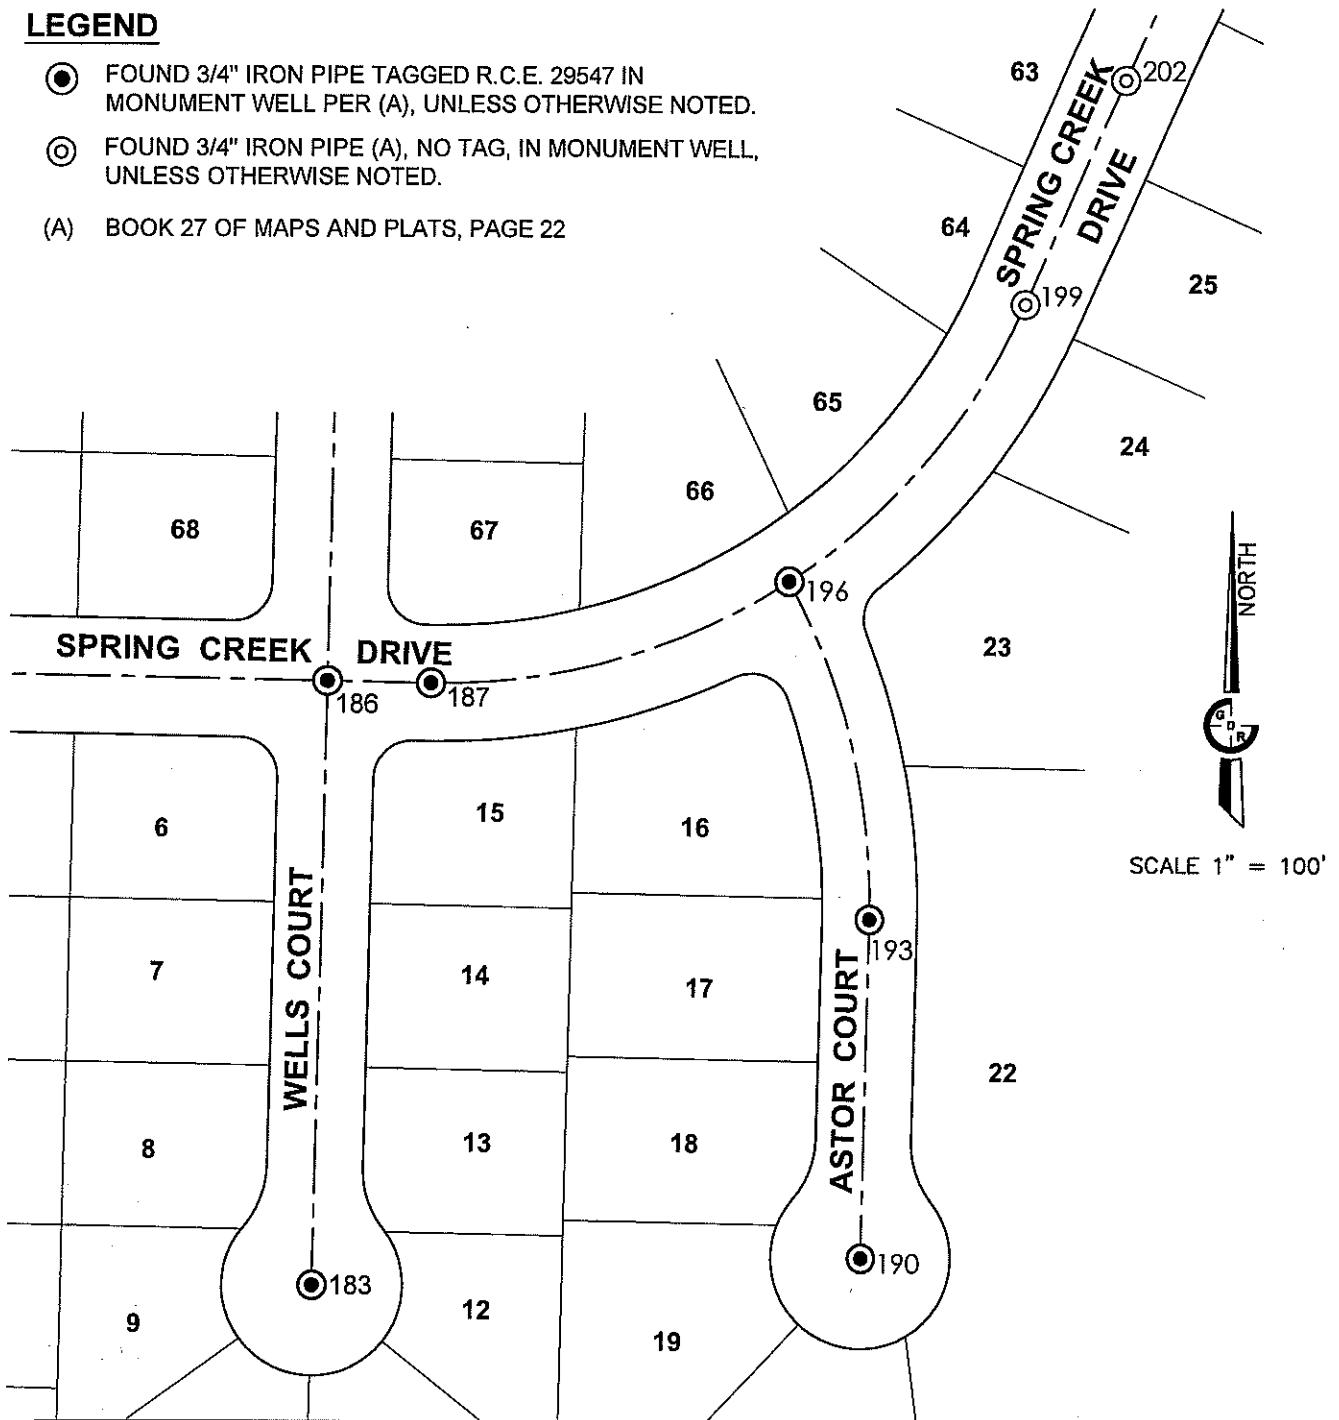 LEGEND
FOUND 3/4" IRON PIPE TAGGED R.C.E. 29547 IN
MONUMENT WELL PER (A), UNLESS OTHERWISE NOTED.
FOUND 3/4" IRON PIPE (A), NO TAG, IN MONUMENT WELL,
UNLESS OTHERWISE NOTED.
(A) BOOK 27 OF MAPS AND PLATS, PAGE 22
63
202
SPRING CREEK
DRIVE
64
25
199
65
24
66
68
67
NORTH
196
23
SPRING CREEK DRIVE
186
187
G
D
R
SCALE 1" = 100'
6
15
16
WELLS COURT
193
7
14
17
ASTOR COURT
22
8
13
18
183
190
9
12
19